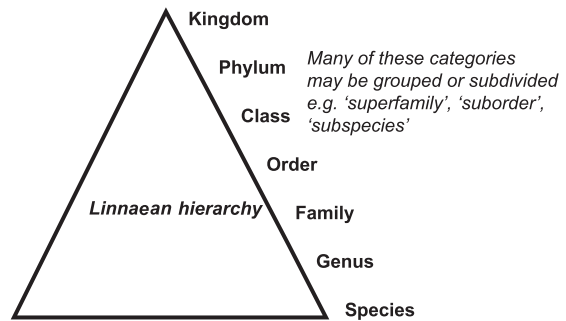 Kingdom
Phylum
Many of these categories
may be grouped or subdivided
e.g. ‘superfamily’, ‘suborder’,
‘subspecies’
Class
Order
Linnaean hierarchy
Family
Genus
Species